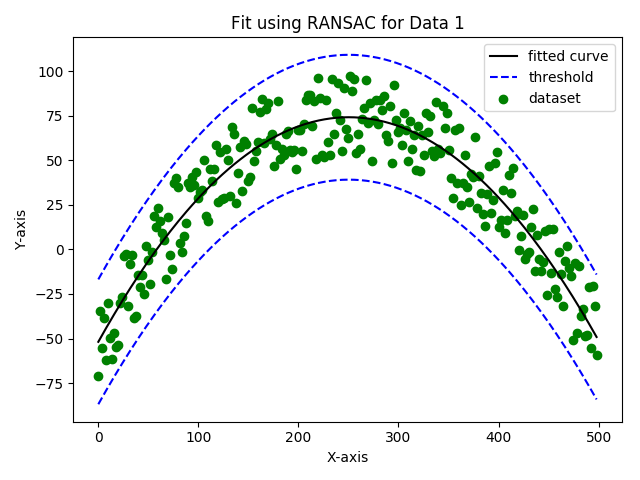 Fit using RANSAC for Data 1
fitted curve
threshold
dataset
Y-axis
100
75
50
25
0
−25
−50
−75
0 100 200 300 400 500
X-axis